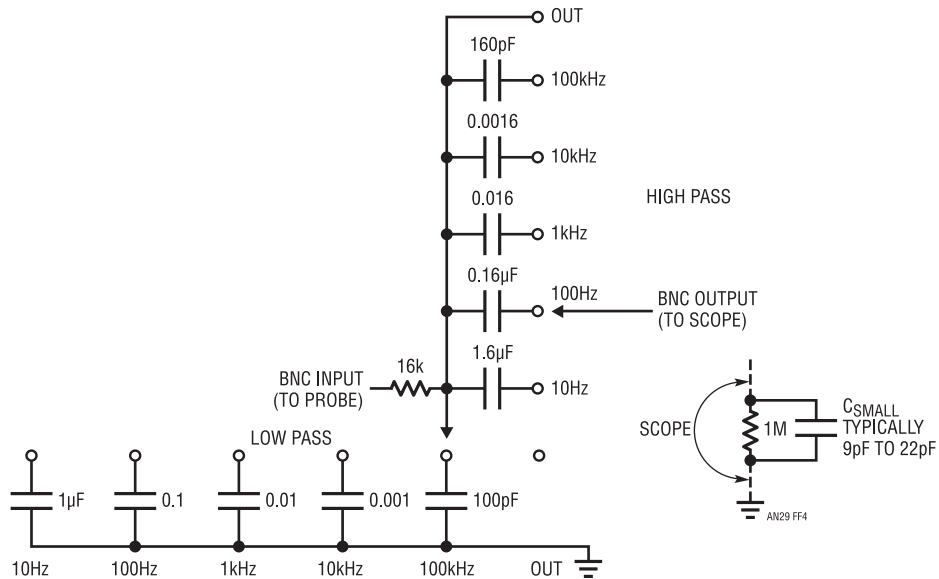 OUT
160pF
100kHz
0.0016
10kHz
HIGH PASS
0.016
1kHz
0.16µF
100Hz
BNC OUTPUT
(TO SCOPE)
1.6µF
16k
BNC INPUT
(TO PROBE)
10Hz
LOW PASS
SCOPE
1M
CSMALL
TYPICALLY
9pF TO 22pF
AN29 FF4
1µF
0.1
0.01
0.001
100pF
10Hz
100Hz
1kHz
10kHz
100kHz
OUT